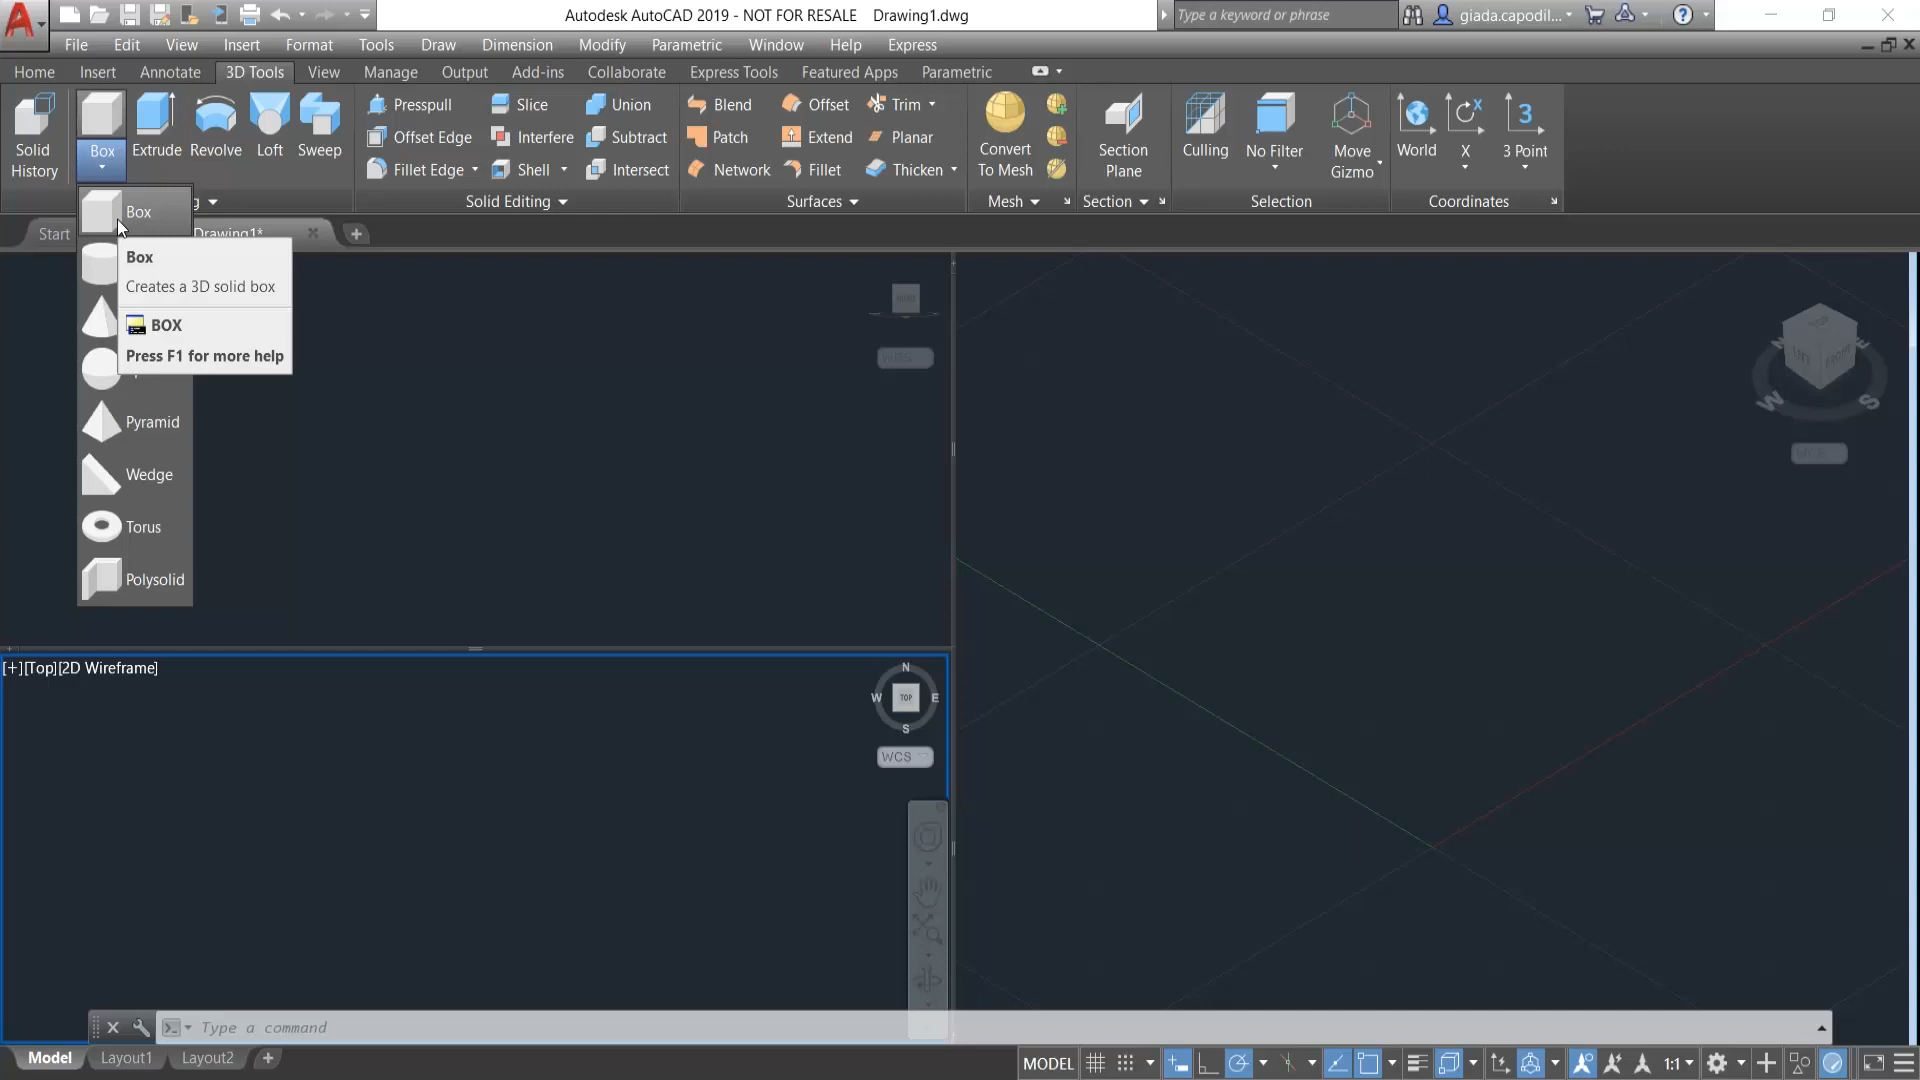 Autodesk AutoCAD 2019 - NOT FOR RESALE    Drawing1.dwg
Type a keyword or phrase
giada.capodil...
File Edit View Insert Format Tools Draw Dimension Modify Parametric Window Help Express
Home Insert Annotate 3D Tools View Manage Output Add-ins Collaborate Express Tools Featured Apps Parametric
Solid
History
Box
Extrude
Revolve
Loft
Sweep
Presspull
Offset Edge
Fillet Edge
Slice
Interfere
Shell
Union
Subtract
Intersect
Solid Editing
Blend
Patch
Network
Offset
Extend
Fillet
Trim
Planar
Thicken
Surfaces
Convert
To Mesh
Mesh
Section
Plane
Section
Culling
No Filter
Move
Gizmo
Selection
World
X
3
3 Point
Coordinates
Start
Drawing1*
Box
Box
Creates a 3D solid box
BOX
Press F1 for more help
Pyramid
Wedge
Torus
Polysolid
[+][Top][2D Wireframe]
N
W
TOP
E
S
WCS
TOP
LEFT
FRONT
W
S
Type a command
Model Layout1 Layout2
MODEL
1:1